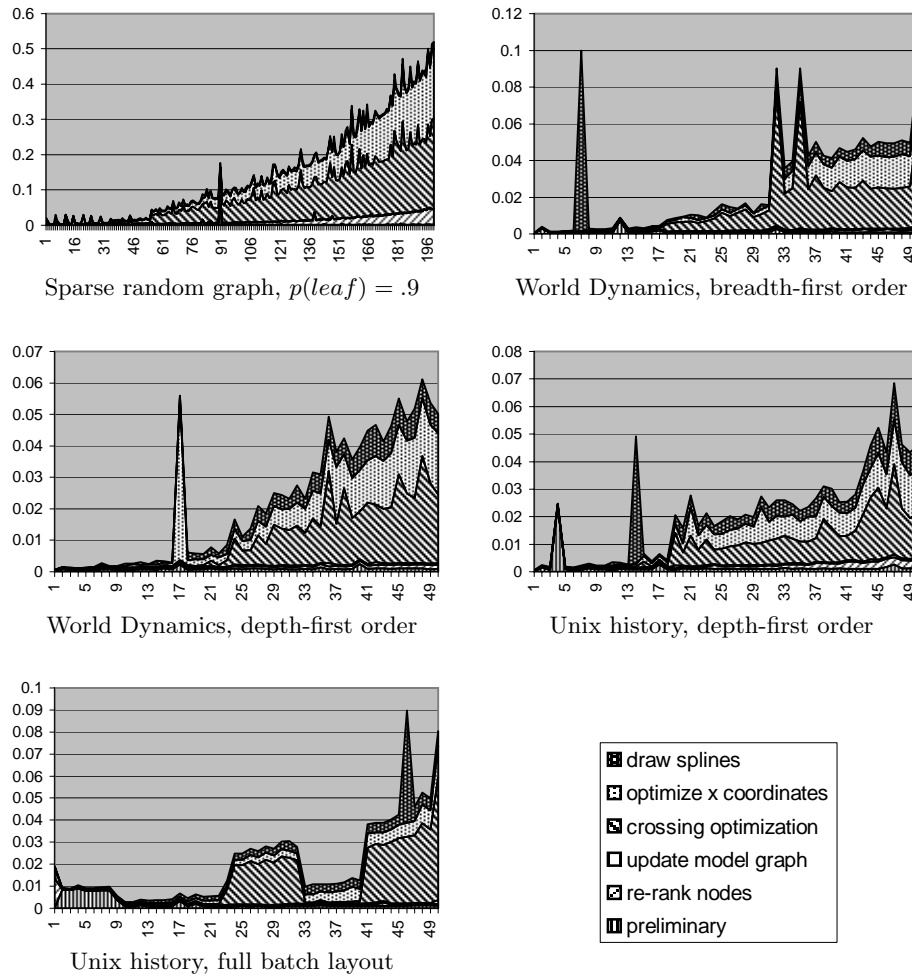 0.6
0.5
0.4
0.3
0.2
0.1
0
1 16 31 46 61 76 91 106 121 136 151 166 181 196
Sparse random graph, p(leaf) = .9
0.12
0.1
0.08
0.06
0.04
0.02
0
1 5 9 13 17 21 25 29 33 37 41 45 49
World Dynamics, breadth-first order
0.07
0.06
0.05
0.04
0.03
0.02
0.01
0
1 5 9 13 17 21 25 29 33 37 41 45 49
World Dynamics, depth-first order
0.08
0.07
0.06
0.05
0.04
0.03
0.02
0.01
0
1 5 9 13 17 21 25 29 33 37 41 45 49
Unix history, depth-first order
0.1
0.09
0.08
0.07
0.06
0.05
0.04
0.03
0.02
0.01
0
1 5 9 13 17 21 25 29 33 37 41 45 49
Unix history, full batch layout
draw splines
optimize x coordinates
crossing optimization
update model graph
re-rank nodes
preliminary